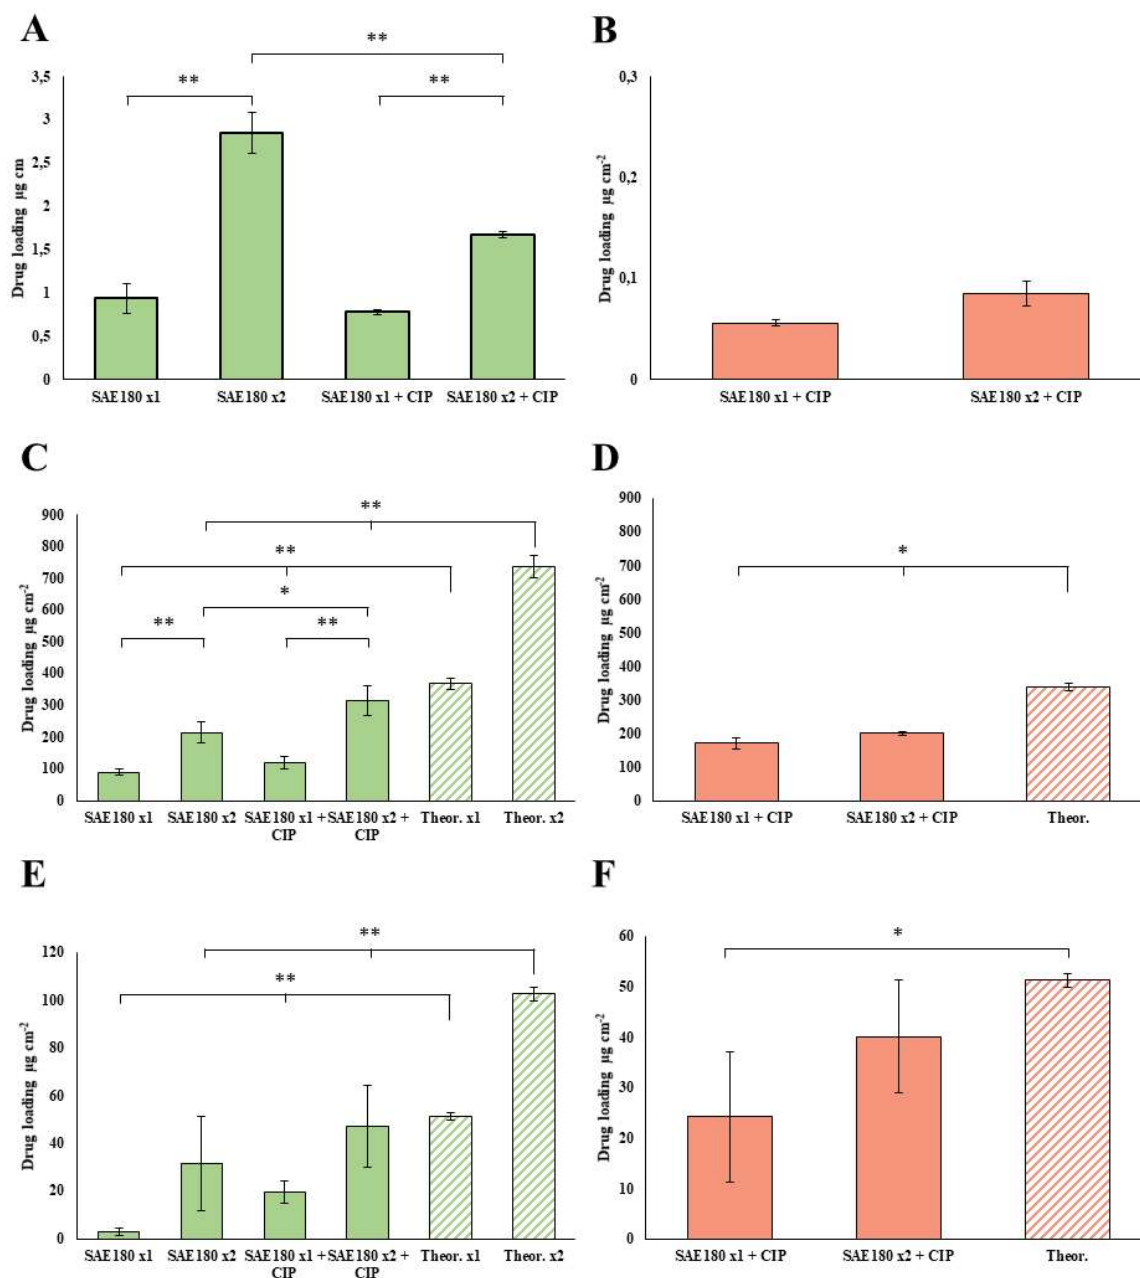 A
**
**
**
3,5
3
2,5
2
1,5
1
0,5
0
Drug loading µg cm
SAE180 x1
SAE180 x2
SAE180 x1 + CIP
SAE180 x2 + CIP
B
0,3
0,2
0,1
0
Drug loading µg cm-2
SAE180 x1 + CIP
SAE180 x2 + CIP
C
**
**
*
**
**
900
800
700
600
500
400
300
200
100
0
Drug loading µg cm-2
SAE180 x1
SAE180 x2
SAE180 x1 +
CIP
SAE180 x2 +
CIP
Theor. x1
Theor. x2
D
*
900
800
700
600
500
400
300
200
100
0
Drug loading µg cm-2
SAE180 x1 + CIP
SAE180 x2 + CIP
Theor.
E
**
**
120
100
80
60
40
20
0
Drug loading µg cm-2
SAE180 x1
SAE180 x2
SAE180 x1 +
CIP
SAE180 x2 +
CIP
Theor. x1
Theor. x2
F
*
60
50
40
30
20
10
0
Drug loading µg cm-2
SAE180 x1 + CIP
SAE180 x2 + CIP
Theor.